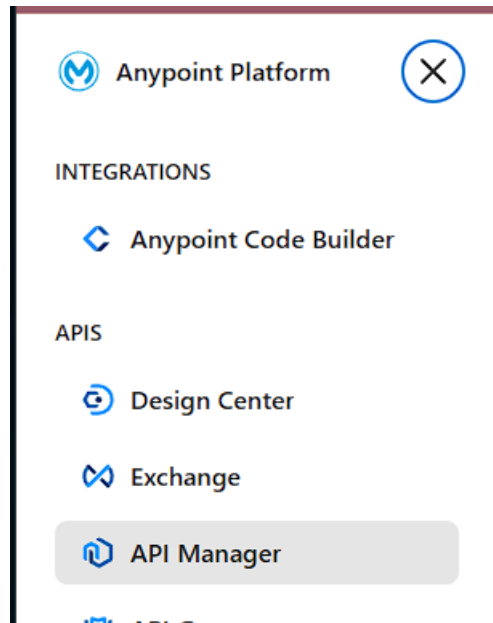 Anypoint Platform
INTEGRATIONS
Anypoint Code Builder
APIS
Design Center
Exchange
API Manager